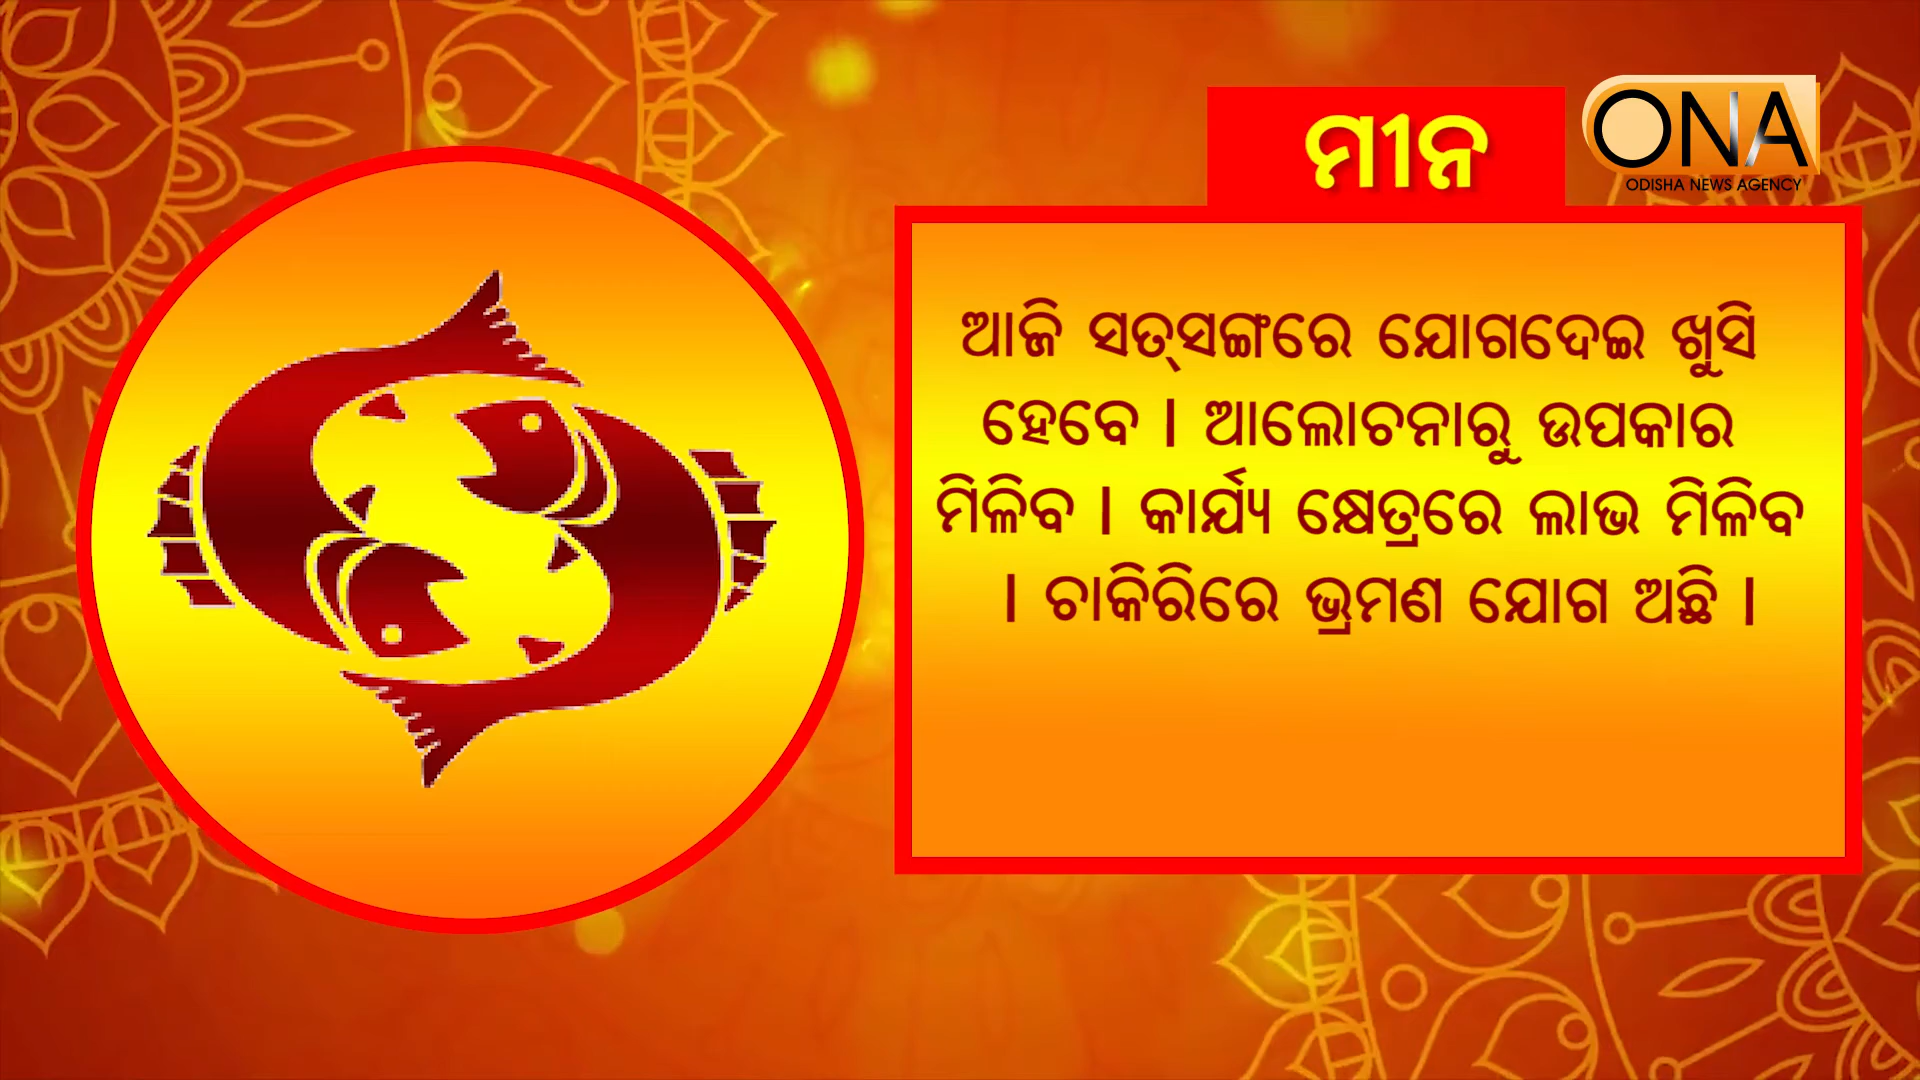 ମୀନ
ONA
ODISHA NEWS AGENCY
ଆଜି ସତ୍‌ସଙ୍ଗରେ ଯୋଗଦେଇ ଖୁସି
ହେବେ । ଆଲୋଚନାରୁ ଉପକାର
ମିଳିବ । କାର୍ଯ୍ୟ କ୍ଷେତ୍ରରେ ଲାଭ ମିଳିବ
। ଚାକିରିରେ ଭ୍ରମଣ ଯୋଗ ଅଛି ।